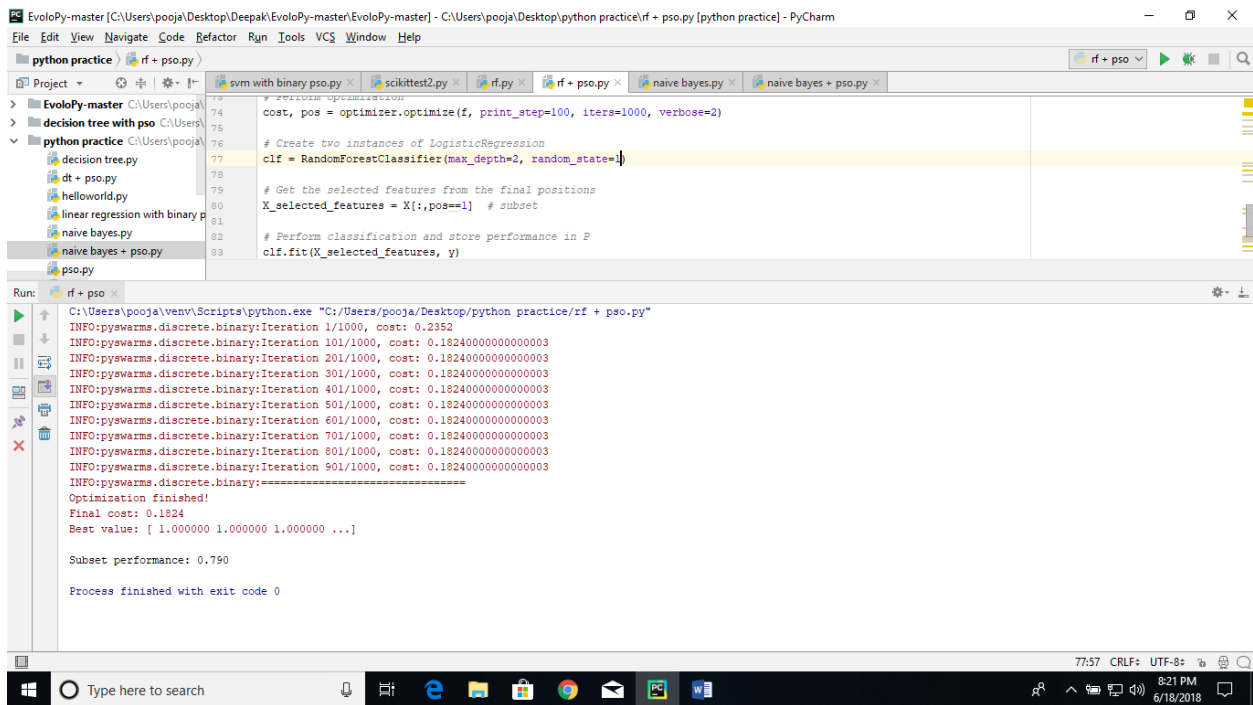 EvoloPy-master [C:\Users\pooja\Desktop\Deepak\EvoloPy-master\EvoloPy-master] - C:\Users\pooja\Desktop\python practice\rf + pso.py [python practice] - PyCharm
File Edit View Navigate Code Refactor Run Tools VCS Window Help
python practice rf + pso.py rf + pso
Project svm with binary pso.py scikittest2.py rf.py rf + pso.py naive bayes.py naive bayes + pso.py
EvoloPy-master C:\Users\pooja\
decision tree with pso C:\Users\
python practice C:\Users\pooja\
decision tree.py
dt + pso.py
helloworld.py
linear regression with binary p
naive bayes.py
naive bayes + pso.py
pso.py
73 # Perform optimization
74 cost, pos = optimizer.optimize(f, print_step=100, iters=1000, verbose=2)
75
76 # Create two instances of LogisticRegression
77 clf = RandomForestClassifier(max_depth=2, random_state=1)
78
79 # Get the selected features from the final positions
80 X_selected_features = X[:,pos==1]  # subset
81
82 # Perform classification and store performance in P
83 clf.fit(X_selected_features, y)
Run: rf + pso
C:\Users\pooja\venv\Scripts\python.exe "C:/Users/pooja/Desktop/python practice/rf + pso.py"
INFO:pyswarms.discrete.binary:Iteration 1/1000, cost: 0.2352
INFO:pyswarms.discrete.binary:Iteration 101/1000, cost: 0.18240000000000003
INFO:pyswarms.discrete.binary:Iteration 201/1000, cost: 0.18240000000000003
INFO:pyswarms.discrete.binary:Iteration 301/1000, cost: 0.18240000000000003
INFO:pyswarms.discrete.binary:Iteration 401/1000, cost: 0.18240000000000003
INFO:pyswarms.discrete.binary:Iteration 501/1000, cost: 0.18240000000000003
INFO:pyswarms.discrete.binary:Iteration 601/1000, cost: 0.18240000000000003
INFO:pyswarms.discrete.binary:Iteration 701/1000, cost: 0.18240000000000003
INFO:pyswarms.discrete.binary:Iteration 801/1000, cost: 0.18240000000000003
INFO:pyswarms.discrete.binary:Iteration 901/1000, cost: 0.18240000000000003
INFO:pyswarms.discrete.binary:================================
Optimization finished!
Final cost: 0.1824
Best value: [ 1.000000 1.000000 1.000000 ...]
Subset performance: 0.790
Process finished with exit code 0
77:57 CRLF÷ UTF-8÷
Type here to search
8:21 PM
6/18/2018